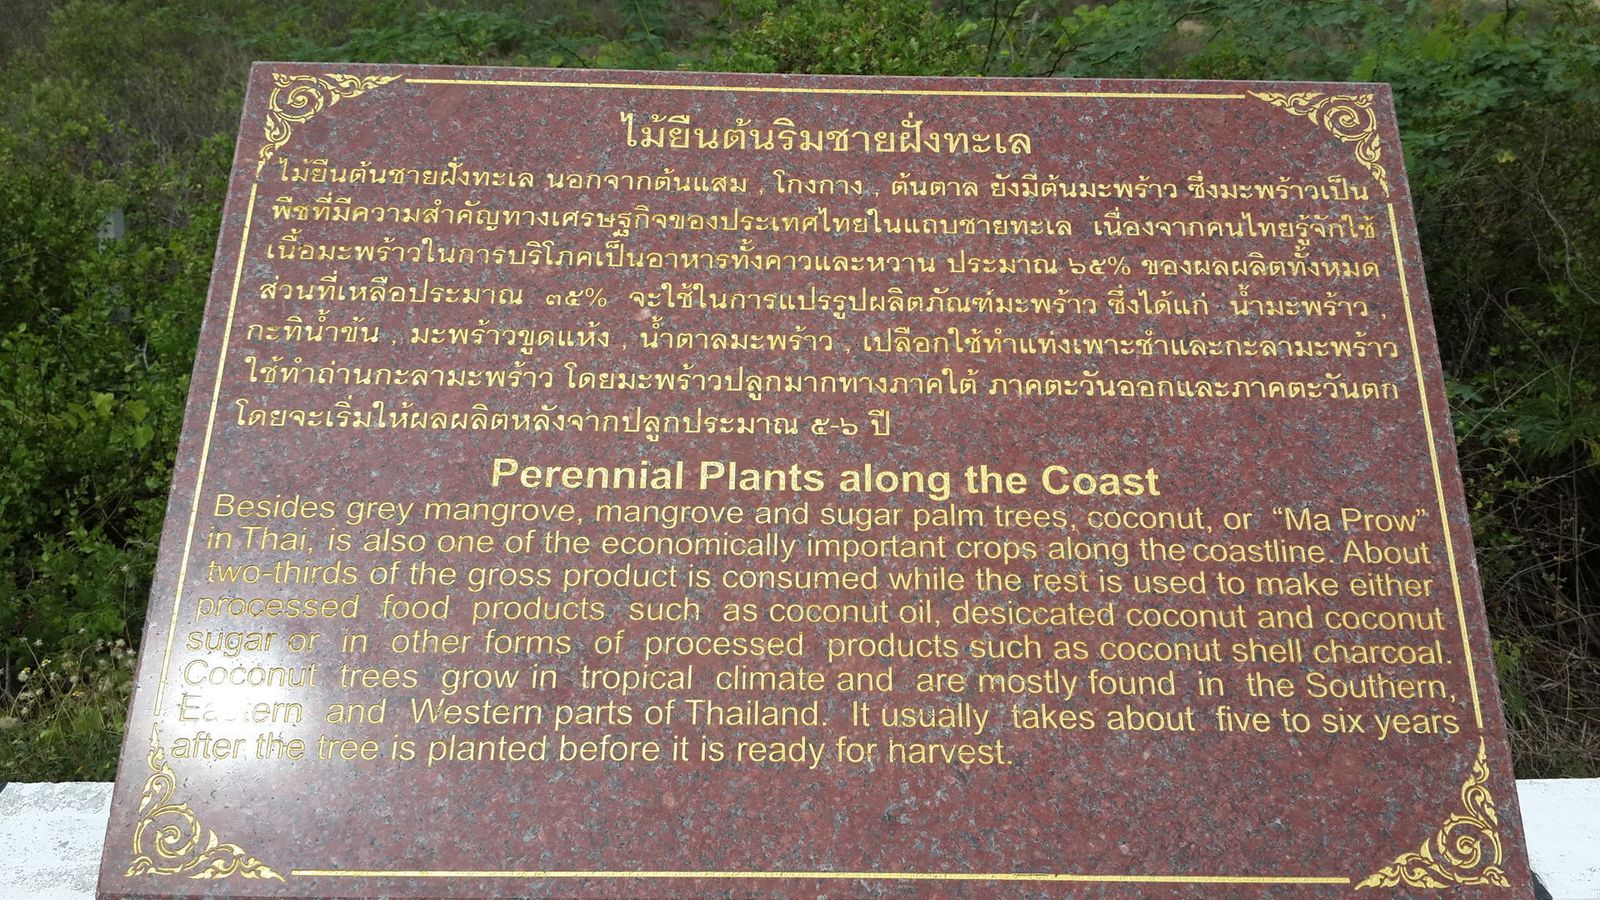 ไม้ยืนต้นริมชายฝั่งทะเล
ไม้ยืนต้นชายฝั่งทะเล นอกจากต้นแสม , โกงกาง , ต้นตาล ยังมีต้นมะพร้าว ซึ่งมะพร้าวเป็น
พืชที่มีความสำคัญทางเศรษฐกิจของประเทศไทยในแถบชายทะเล เนื่องจากคนไทยรู้จักใช้
เนื้อมะพร้าวในการบริโภคเป็นอาหารทั้งคาวและหวาน ประมาณ ๖๕% ของผลผลิตทั้งหมด
ส่วนที่เหลือประมาณ ๓๕% จะใช้ในการแปรรูปผลิตภัณฑ์มะพร้าว ซึ่งได้แก่ น้ำมะพร้าว ,
กะทิน้ำข้น , มะพร้าวขูดแห้ง , น้ำตาลมะพร้าว , เปลือกใช้ทำแท่งเพาะชำและกะลามะพร้าว
ใช้ทำถ่านกะลามะพร้าว โดยมะพร้าวปลูกมากทางภาคใต้ ภาคตะวันออกและภาคตะวันตก
โดยจะเริ่มให้ผลผลิตหลังจากปลูกประมาณ ๕-๖ ปี
Perennial Plants along the Coast
Besides grey mangrove, mangrove and sugar palm trees, coconut, or “Ma Prow”
in Thai, is also one of the economically important crops along the coastline. About
two-thirds of the gross product is consumed while the rest is used to make either
processed food products such as coconut oil, desiccated coconut and coconut
sugar or in other forms of processed products such as coconut shell charcoal.
Coconut trees grow in tropical climate and are mostly found in the Southern,
Eastern and Western parts of Thailand. It usually takes about five to six years
after the tree is planted before it is ready for harvest.